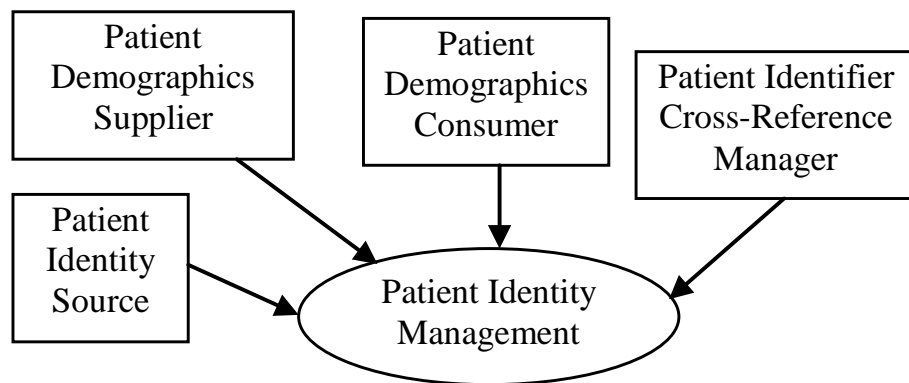 Patient
Demographics
Supplier
Patient
Demographics
Consumer
Patient Identifier
Cross-Reference
Manager
Patient
Identity
Source
Patient Identity
Management